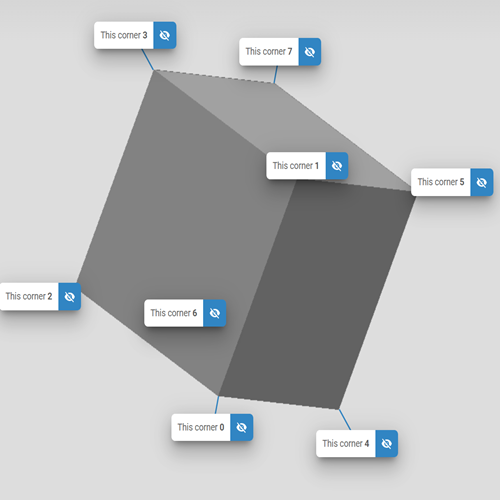 This corner 3
This corner 7
This corner 1
This corner 5
This corner 2
This corner 6
This corner 0
This corner 4